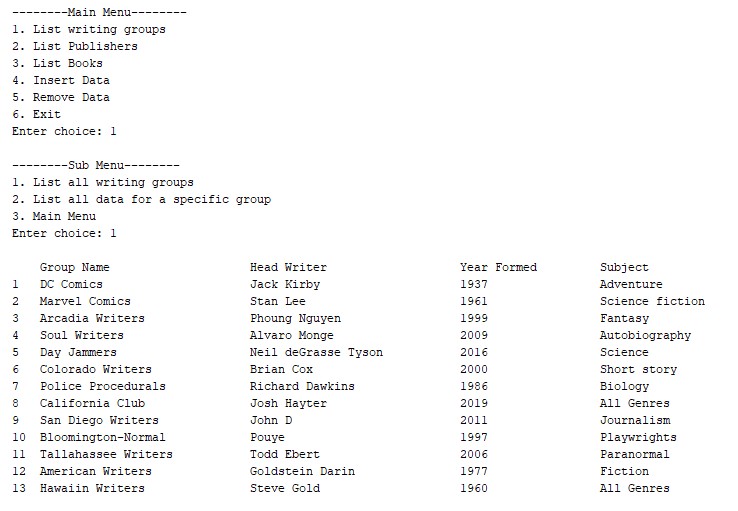 --------Main Menu--------
1. List writing groups
2. List Publishers
3. List Books
4. Insert Data
5. Remove Data
6. Exit
Enter choice: 1
--------Sub Menu--------
1. List all writing groups
2. List all data for a specific group
3. Main Menu
Enter choice: 1
Group Name Head Writer Year Formed Subject
1 DC Comics Jack Kirby 1937 Adventure
2 Marvel Comics Stan Lee 1961 Science fiction
3 Arcadia Writers Phoung Nguyen 1999 Fantasy
4 Soul Writers Alvaro Monge 2009 Autobiography
5 Day Jammers Neil deGrasse Tyson 2016 Science
6 Colorado Writers Brian Cox 2000 Short story
7 Police Procedurals Richard Dawkins 1986 Biology
8 California Club Josh Hayter 2019 All Genres
9 San Diego Writers John D 2011 Journalism
10 Bloomington-Normal Pouye 1997 Playwrights
11 Tallahassee Writers Todd Ebert 2006 Paranormal
12 American Writers Goldstein Darin 1977 Fiction
13 Hawaiin Writers Steve Gold 1960 All Genres